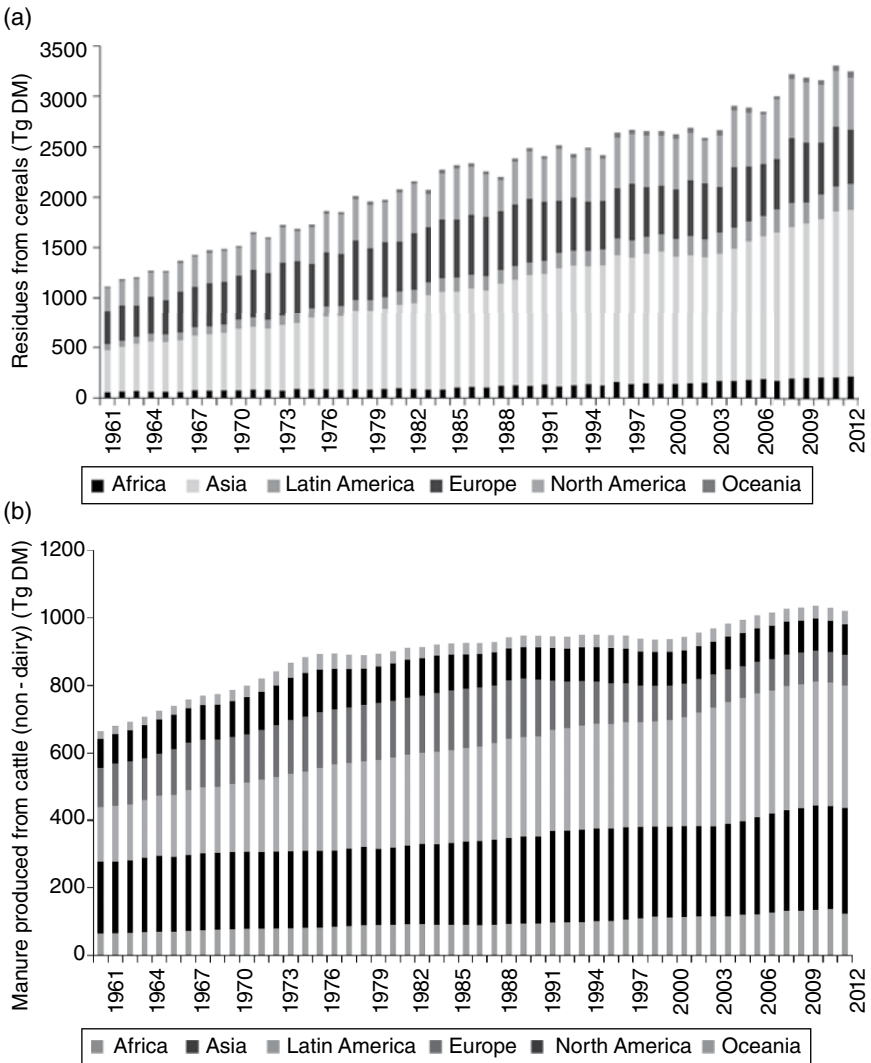 (a)
Residues from cereals (Tg DM)
3500
3000
2500
2000
1500
1000
500
0
1961 1964 1967 1970 1973 1976 1979 1982 1985 1988 1991 1994 1997 2000 2003 2006 2009 2012
Africa Asia Latin America Europe North America Oceania
(b)
Manure produced from cattle (non - dairy) (Tg DM)
1200
1000
800
600
400
200
0
1961 1964 1967 1970 1973 1976 1979 1982 1985 1988 1991 1994 1997 2000 2003 2006 2009 2012
Africa Asia Latin America Europe North America Oceania